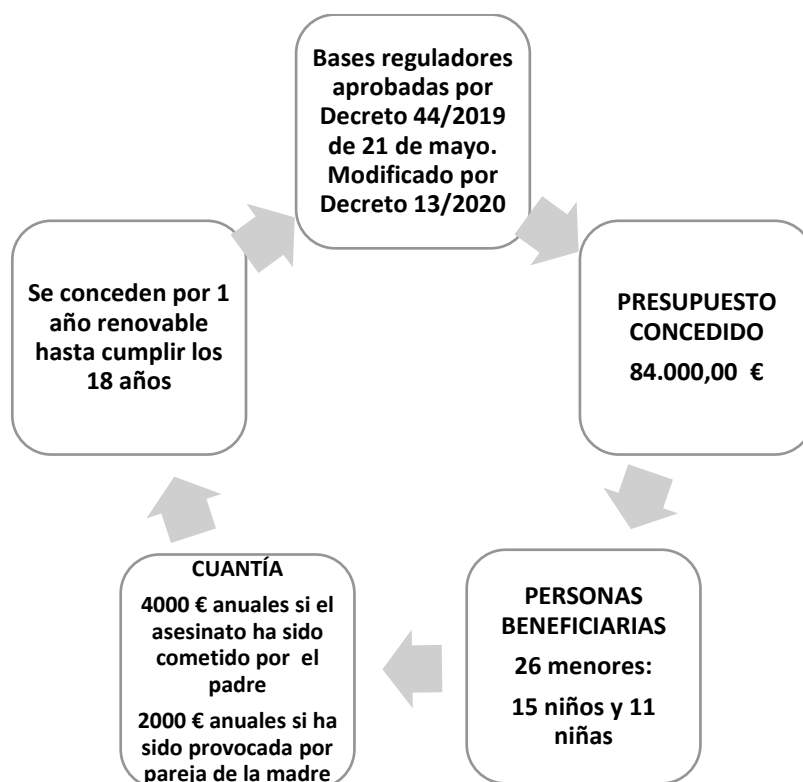 Bases reguladores
aprobadas por
Decreto 44/2019
de 21 de mayo.
Modificado por
Decreto 13/2020
PRESUPUESTO
CONCEDIDO
84.000,00 €
PERSONAS
BENEFICIARIAS
26 menores:
15 niños y 11
niñas
CUANTÍA
4000 € anuales si el
asesinato ha sido
cometido por el
padre
2000 € anuales si ha
sido provocada por
pareja de la madre
Se conceden por 1
año renovable
hasta cumplir los
18 años